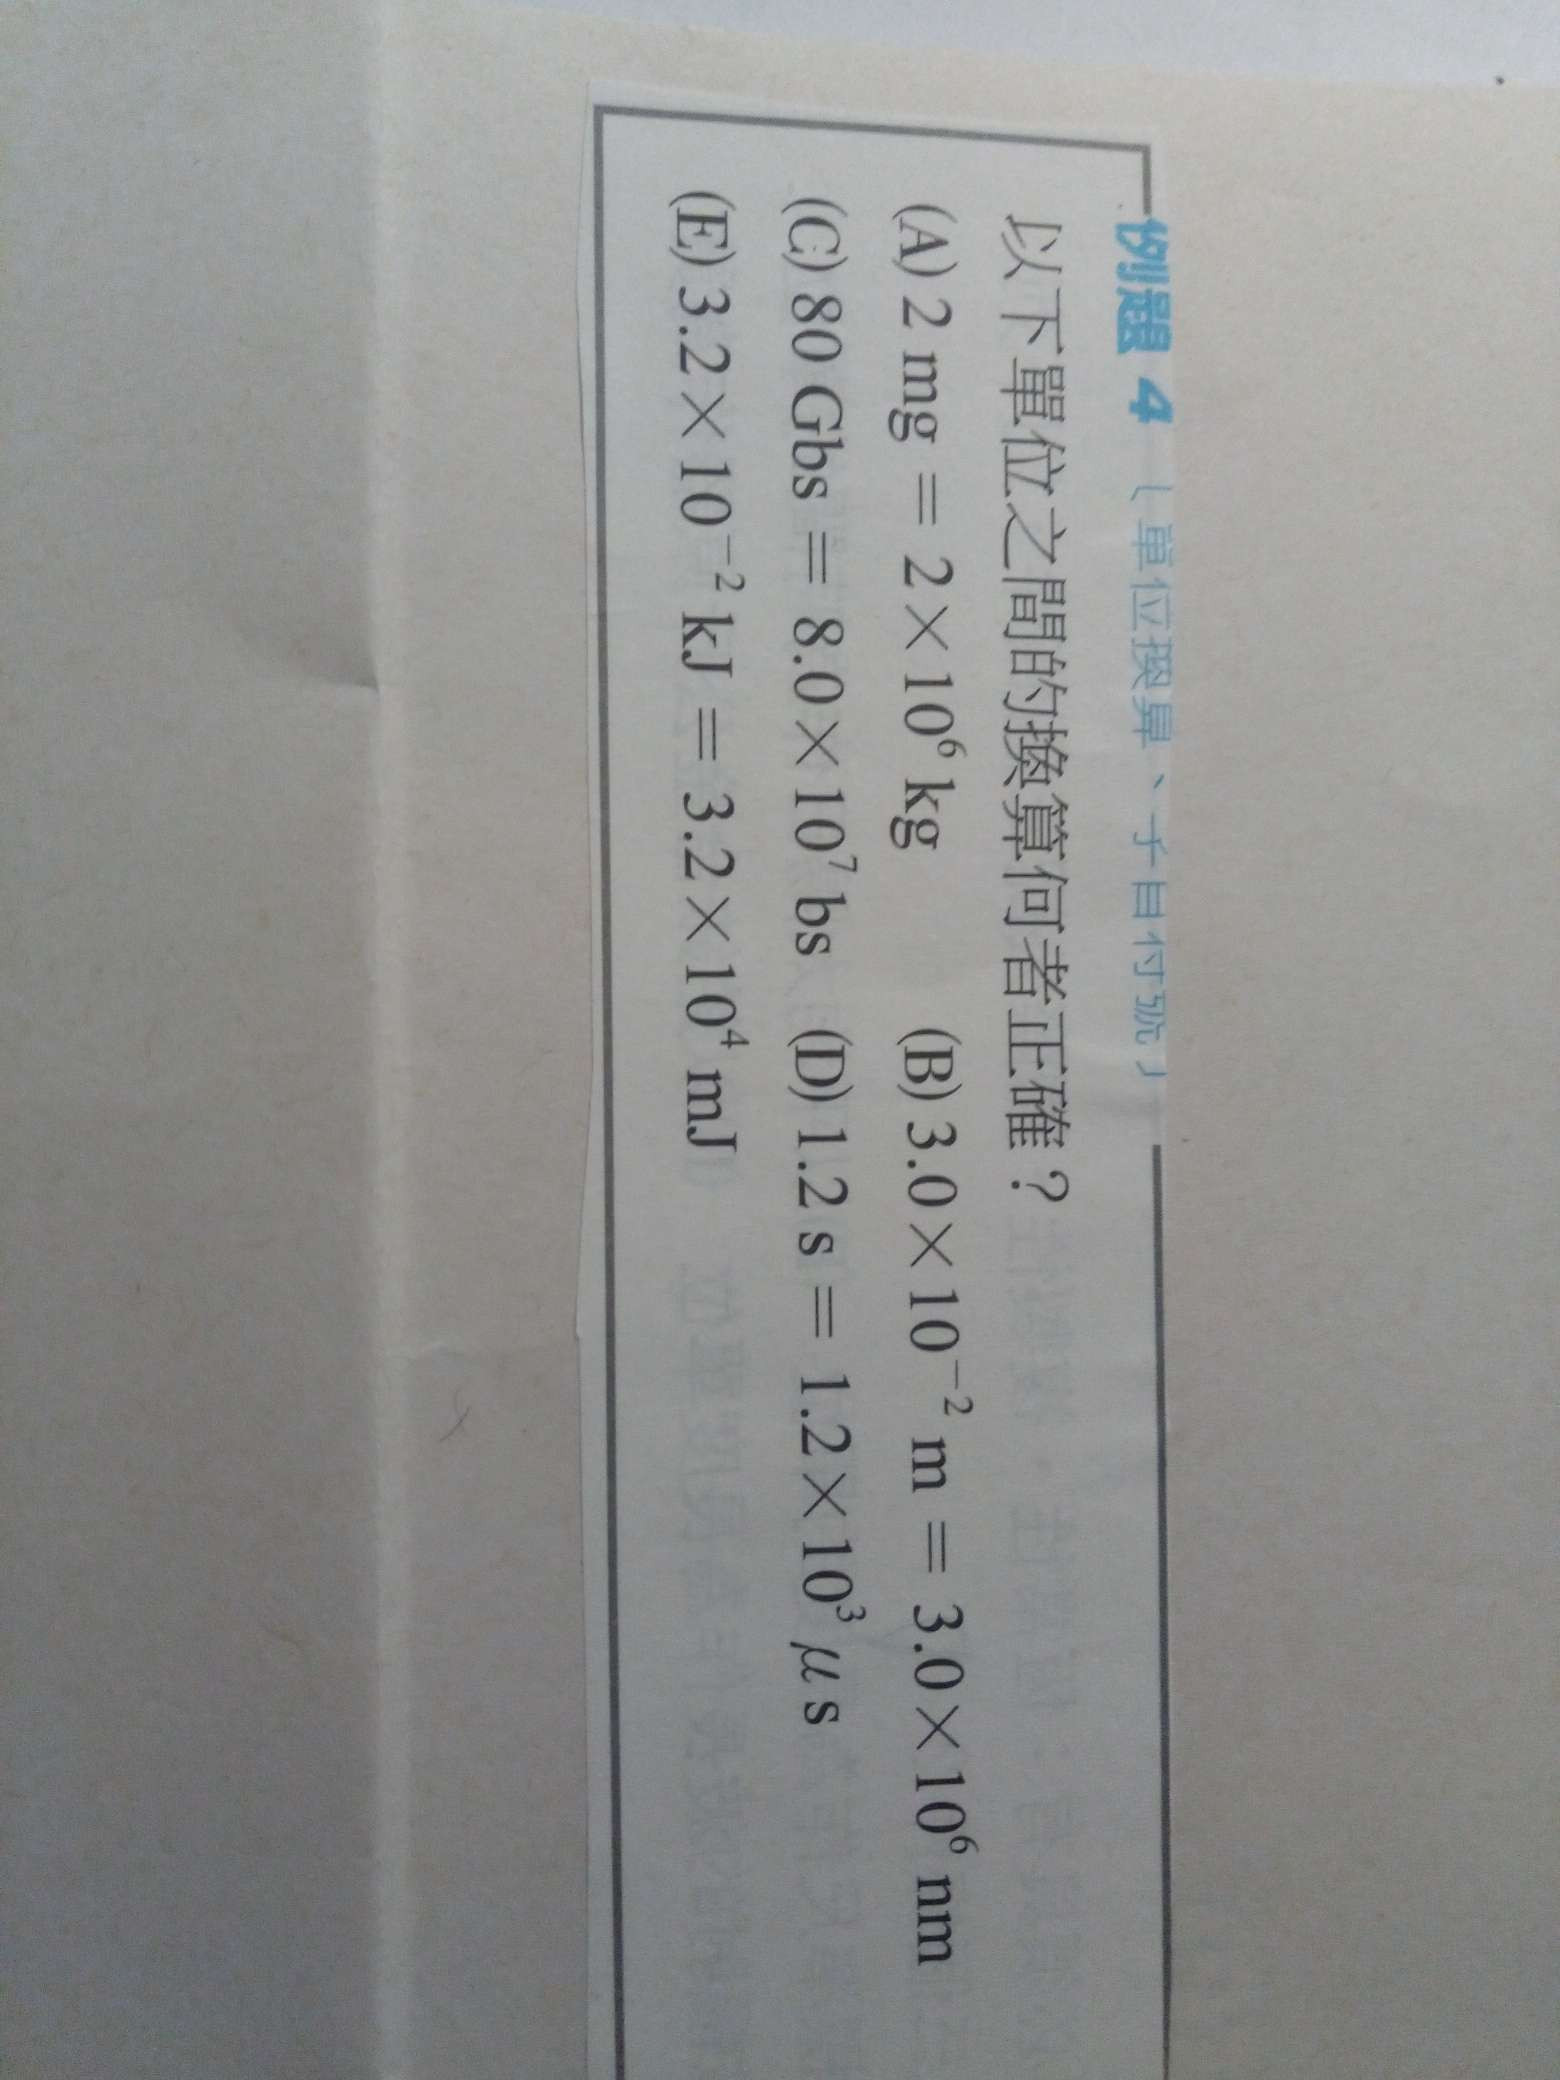 例題 4
以下單位之間的換算何者正確？
(A) 2 mg = 2×10⁶ kg (B) 3.0×10⁻² m = 3.0×10⁶ nm
(C) 80 Gbs = 8.0×10⁷ bs (D) 1.2 s = 1.2×10³ μs
(E) 3.2×10⁻² kJ = 3.2×10⁴ mJ